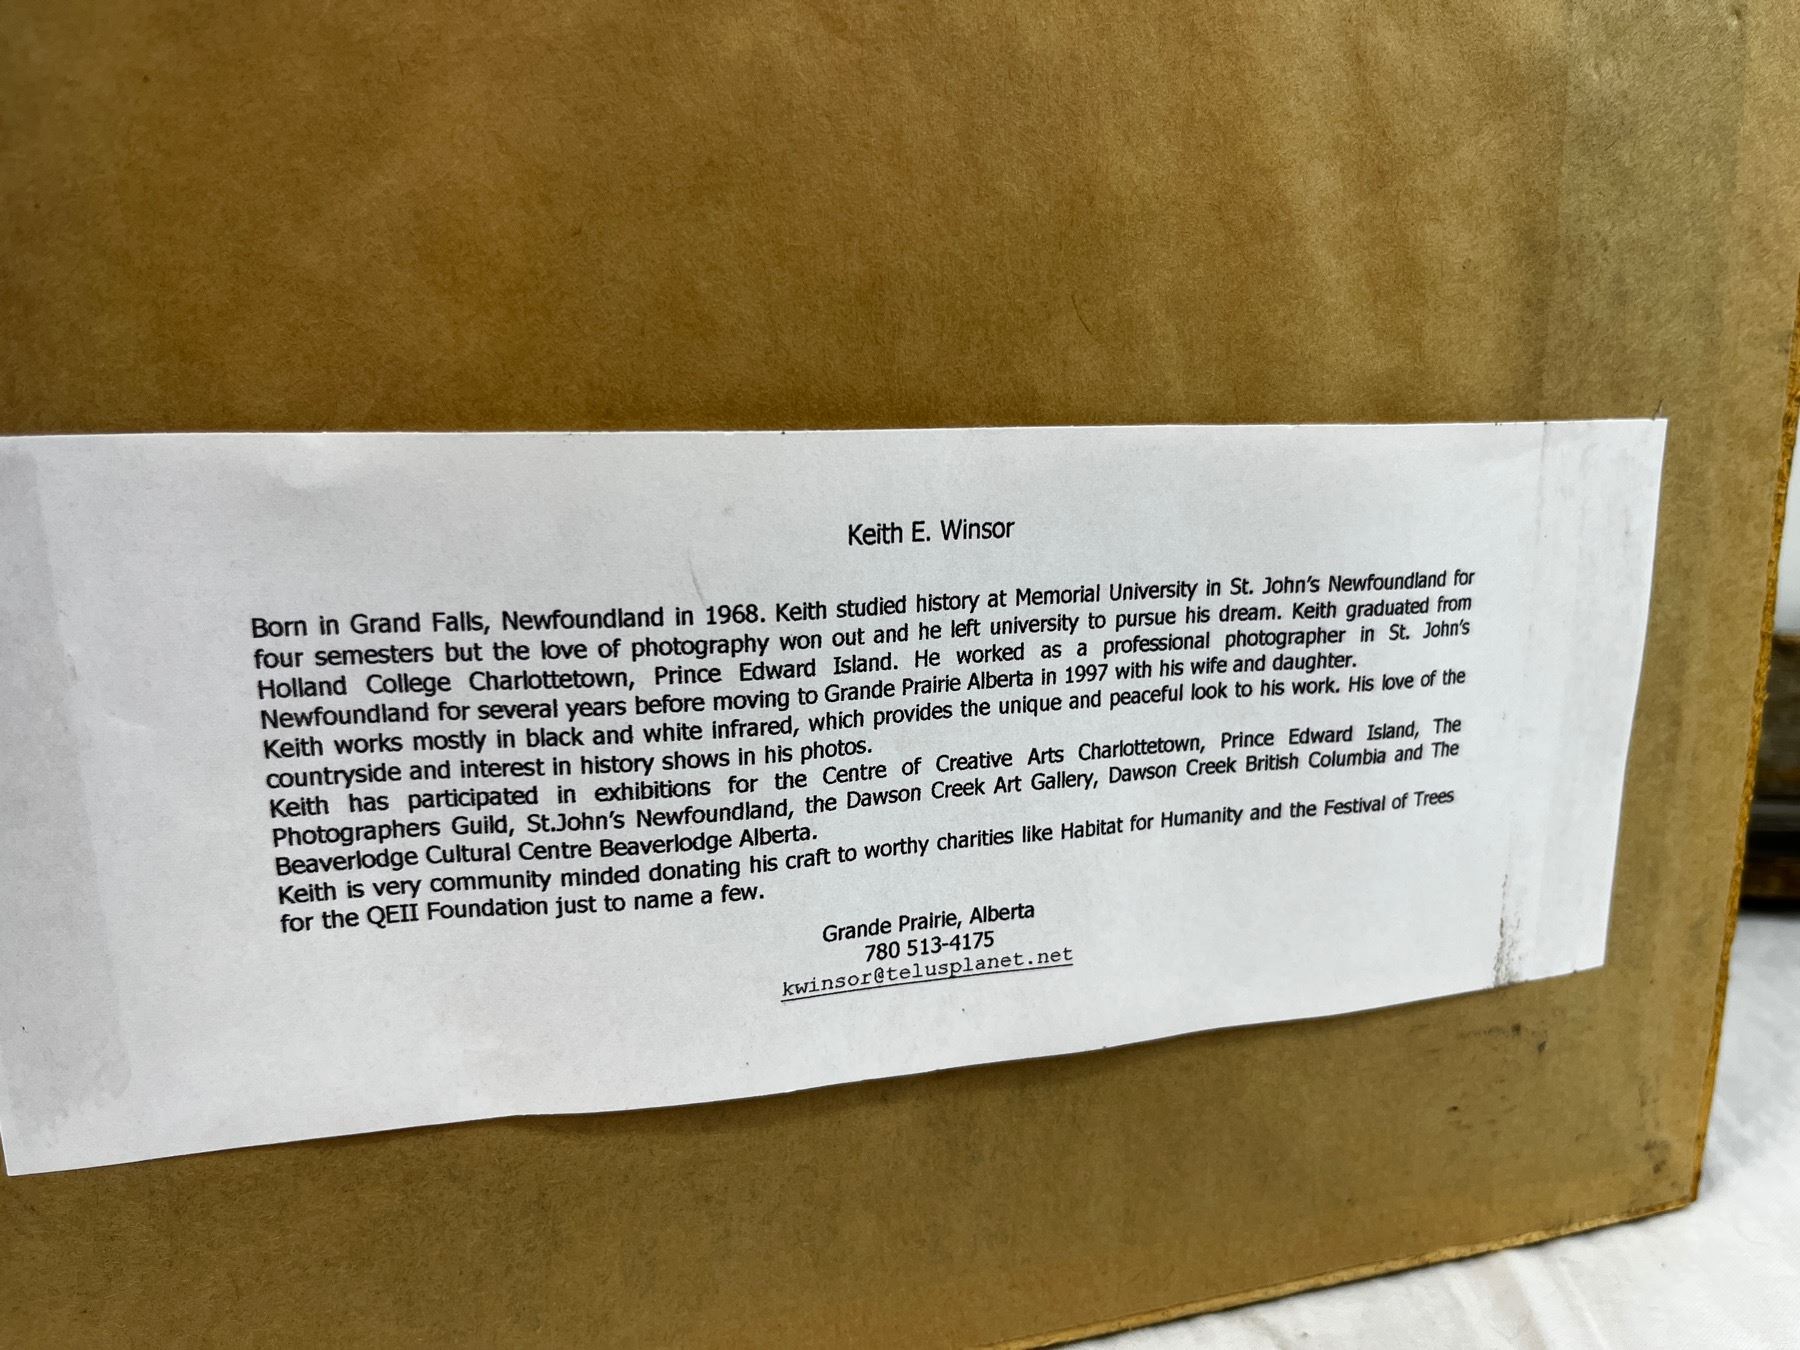 Keith E. Winsor
Born in Grand Falls, Newfoundland in 1968. Keith studied history at Memorial University in St. John's Newfoundland for
four semesters but the love of photography won out and he left university to pursue his dream. Keith graduated from
Holland College Charlottetown, Prince Edward Island. He worked as a professional photographer in St. John's
Newfoundland for several years before moving to Grande Prairie Alberta in 1997 with his wife and daughter.
Keith works mostly in black and white infrared, which provides the unique and peaceful look to his work. His love of the
countryside and interest in history shows in his photos.
Keith has participated in exhibitions for the Centre of Creative Arts Charlottetown, Prince Edward Island, The
Photographers Guild, St.John's Newfoundland, the Dawson Creek Art Gallery, Dawson Creek British Columbia and The
Beaverlodge Cultural Centre Beaverlodge Alberta.
Keith is very community minded donating his craft to worthy charities like Habitat for Humanity and the Festival of Trees
for the QEII Foundation just to name a few.
Grande Prairie, Alberta
780 513-4175
kwinsor@telusplanet.net